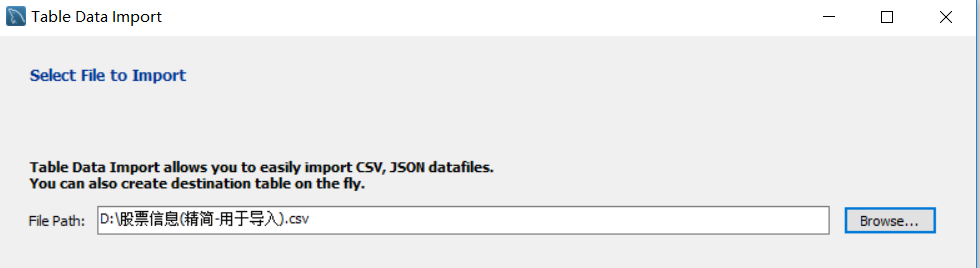 Table Data Import
Select File to Import
Table Data Import allows you to easily import CSV, JSON datafiles.
You can also create destination table on the fly.
File Path: D:\股票信息(精简-用于导入).csv Browse...